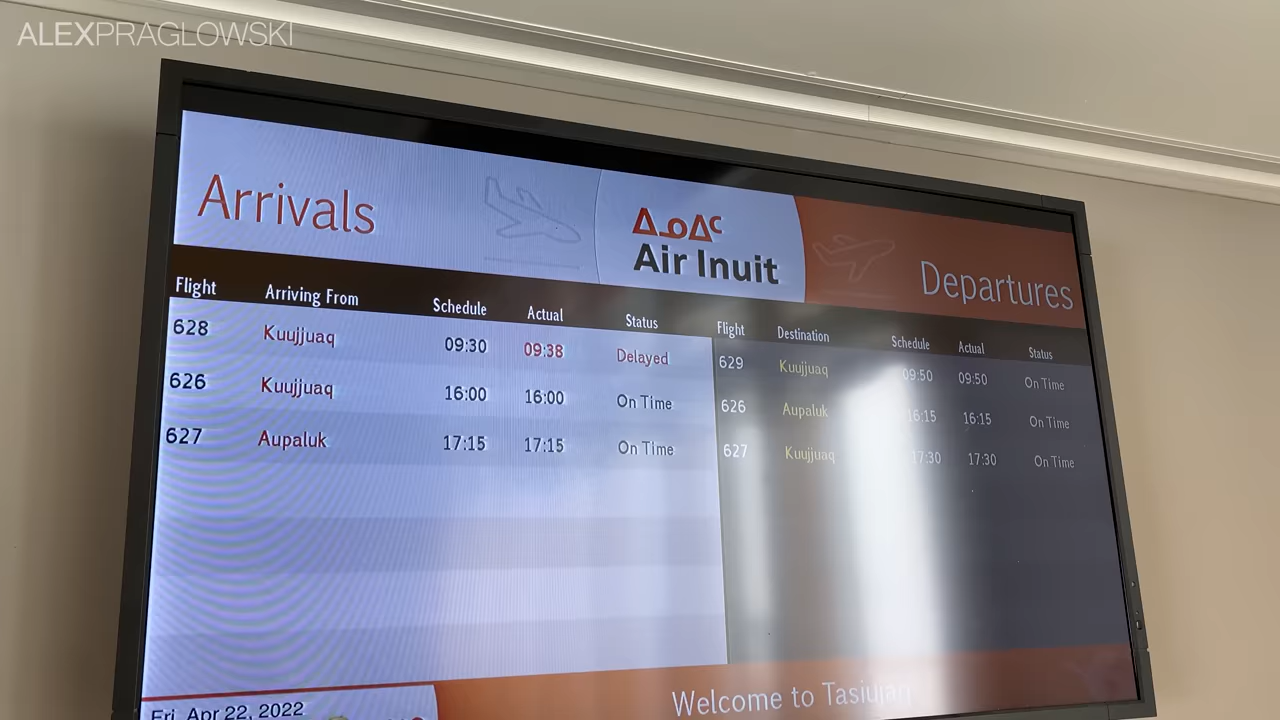 ALEXPRAGLOWSKI
Arrivals
ᐃᓄᐃᑦ
Air Inuit
Departures
Flight Arriving From Schedule Actual Status
628 Kuujjuaq 09:30 09:38 Delayed
626 Kuujjuaq 16:00 16:00 On Time
627 Aupaluk 17:15 17:15 On Time
Flight Destination Schedule Actual Status
629 Kuujjuaq 09:50 09:50 On Time
626 Aupaluk 16:15 16:15 On Time
627 Kuujjuaq 17:30 17:30 On Time
Welcome to Tasiujaq
Fri, Apr 22, 2022